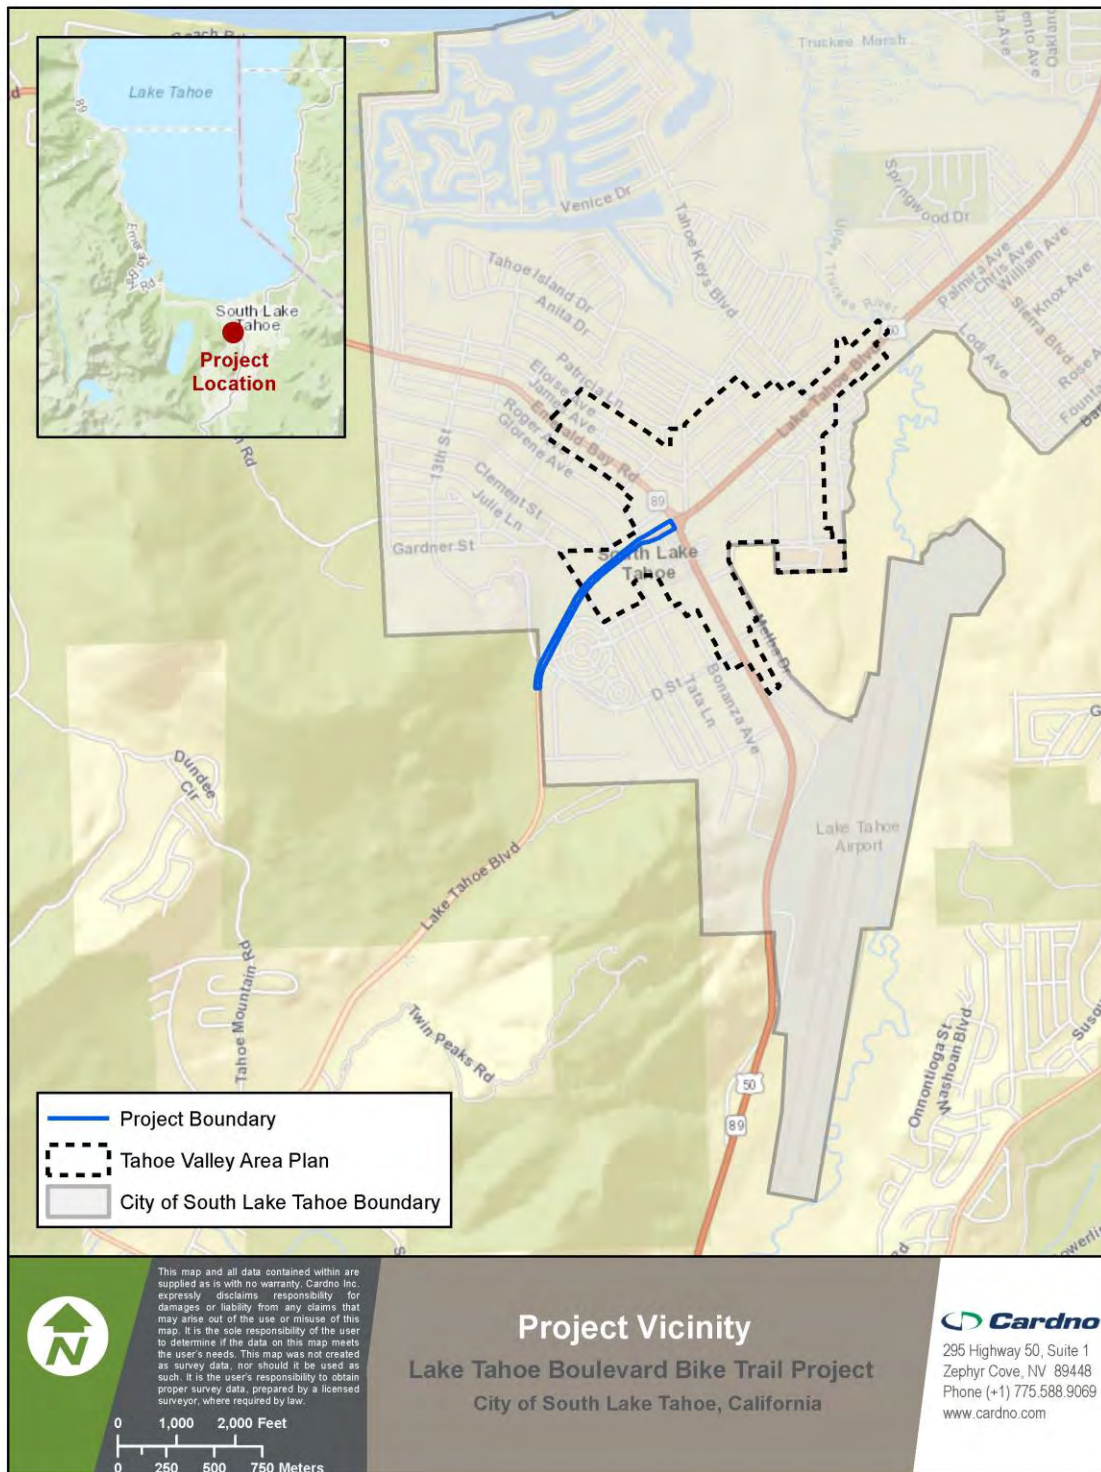 Beach Rd
Truckee Marsh
Oakland
Lake Tahoe
89
Emerald Bay Rd
South Lake
Tahoe
Project
Location
Venice Dr
Tahoe Keys Blvd
Springwood Dr
Upper Truckee River
Palmira Ave
Chris Ave
William Ave
Knox Ave
Sierra Blvd
Lodi Ave
Tahoe Island Dr
Anita Dr
Patricia Ln
Eloise Ave
James Ave
Roger Ave
Glorene Ave
Emerald Bay Rd
Lake Tahoe Blvd
13th St
Clement St
Julie Ln
Gardner St
89
South Lake
Tahoe
Melba Dr
D St
Tata Ln
Bonanza Ave
Lake Tahoe
Airport
Dundee
Cir
Lake Tahoe Blvd
Tahoe Mountain Rd
Twin Peaks Rd
50
89
Onnontioga St
Washoan Blvd
Project Boundary
Tahoe Valley Area Plan
City of South Lake Tahoe Boundary
N
This map and all data contained within are
supplied as is with no warranty. Cardno Inc.
expressly disclaims responsibility for
damages or liability from any claims that
may arise out of the use or misuse of this
map. It is the sole responsibility of the user
to determine if the data on this map meets
the user's needs. This map was not created
as survey data, nor should it be used as
such. It is the user's responsibility to obtain
proper survey data, prepared by a licensed
surveyor, where required by law.
0 1,000 2,000 Feet
0 250 500 750 Meters
Project Vicinity
Lake Tahoe Boulevard Bike Trail Project
City of South Lake Tahoe, California
Cardno
295 Highway 50, Suite 1
Zephyr Cove, NV 89448
Phone (+1) 775.588.9069
www.cardno.com